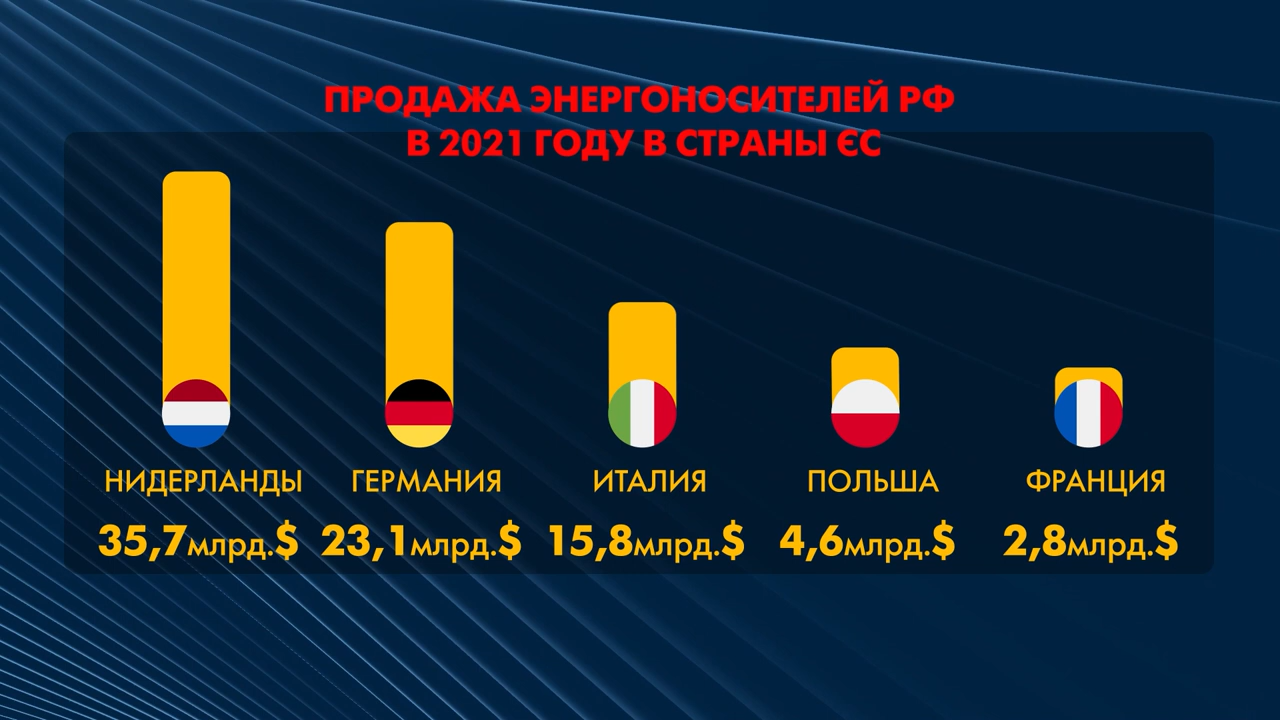 ПРОДАЖА ЭНЕРГОНОСИТЕЛЕЙ РФ
В 2021 ГОДУ В СТРАНЫ ЄС
НИДЕРЛАНДЫ ГЕРМАНИЯ ИТАЛИЯ ПОЛЬША ФРАНЦИЯ
35,7млрд.$ 23,1млрд.$ 15,8млрд.$ 4,6млрд.$ 2,8млрд.$